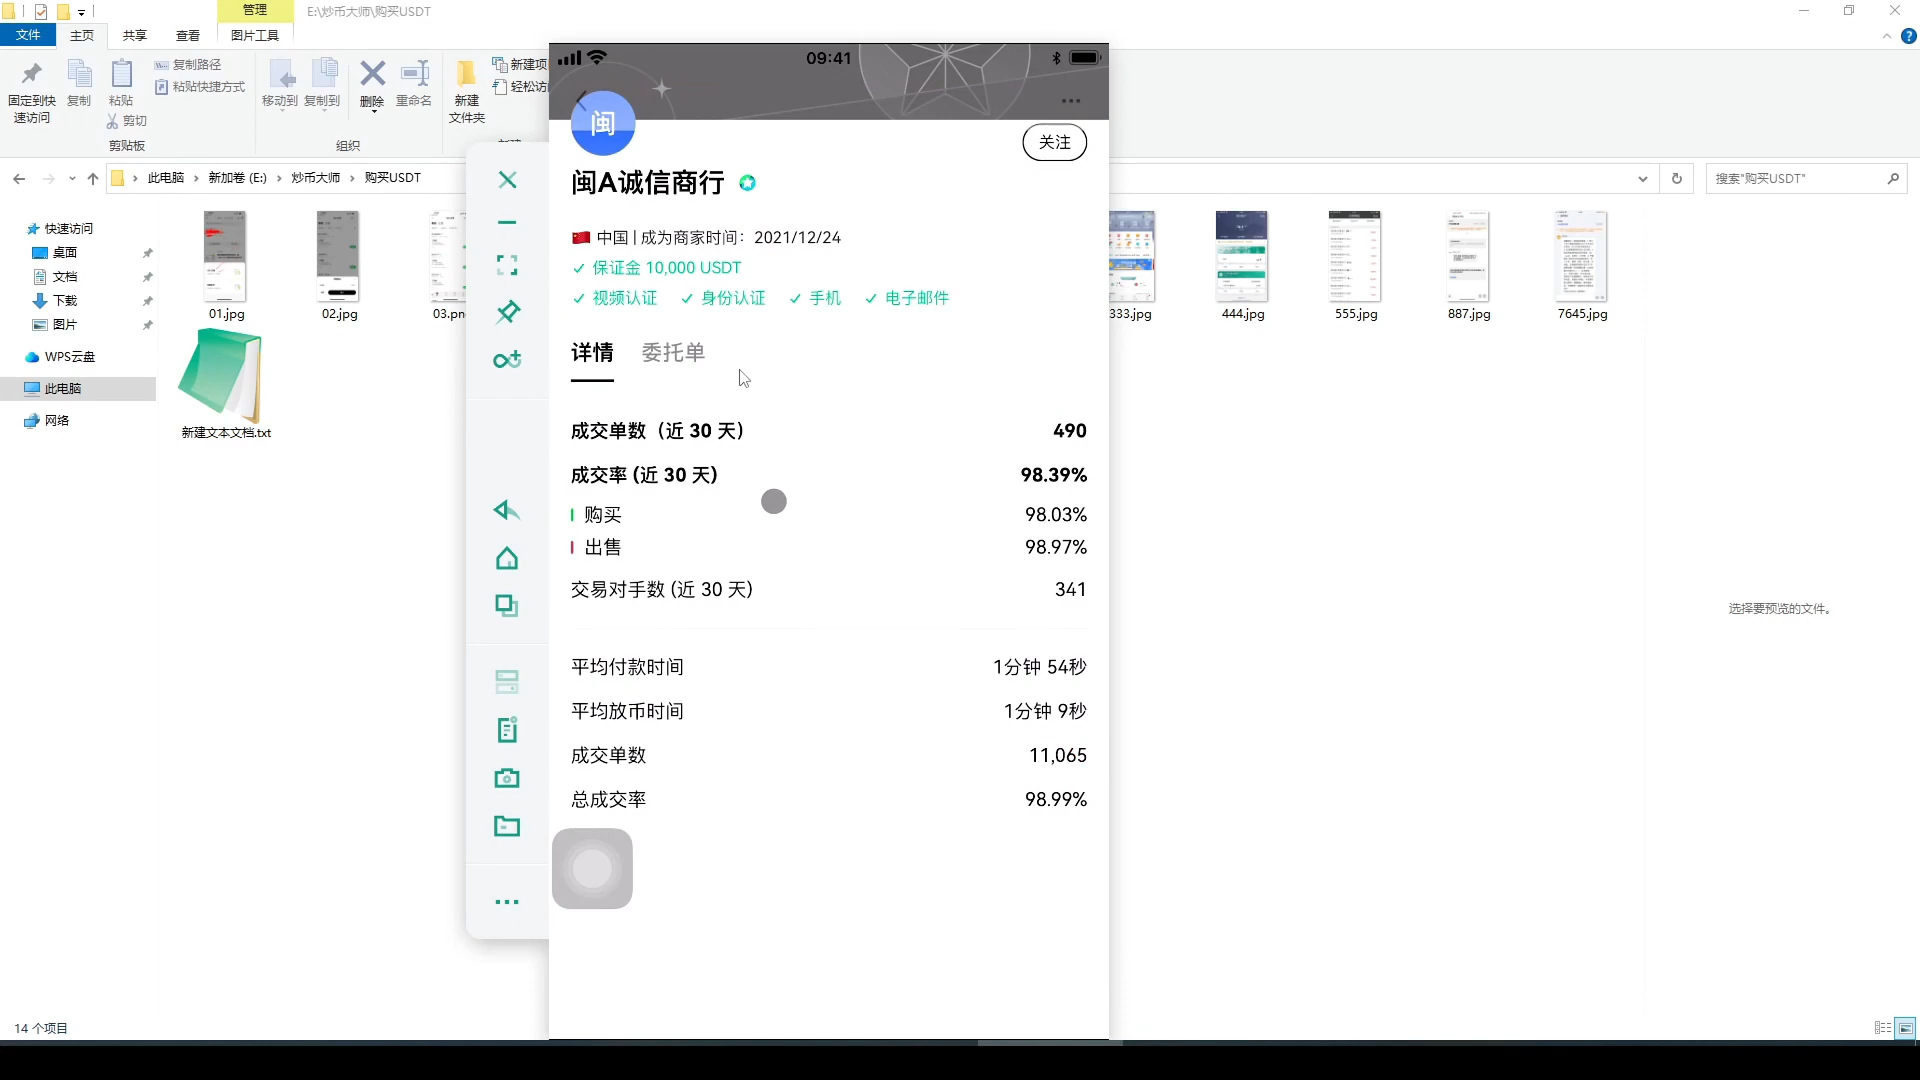 管理
E:\炒币大师\购买USDT
文件
主页
共享
查看
图片工具
固定到快
速访问
复制
粘贴
复制路径
粘贴快捷方式
剪切
剪贴板
移动到
复制到
删除
重命名
组织
新建
文件夹
新建项
轻松访
此电脑
新加卷 (E:)
炒币大师
购买USDT
搜索"购买USDT"
快速访问
桌面
文档
下载
图片
WPS云盘
此电脑
网络
01.jpg
02.jpg
03.pn
333.jpg
444.jpg
555.jpg
887.jpg
7645.jpg
新建文本文档.txt
09:41
闽
关注
闽A诚信商行
中国 | 成为商家时间：2021/12/24
保证金 10,000 USDT
视频认证
身份认证
手机
电子邮件
详情
委托单
成交单数（近 30 天）
490
成交率 (近 30 天)
98.39%
购买
98.03%
出售
98.97%
交易对手数 (近 30 天)
341
平均付款时间
1分钟 54秒
平均放币时间
1分钟 9秒
成交单数
11,065
总成交率
98.99%
选择要预览的文件。
14 个项目